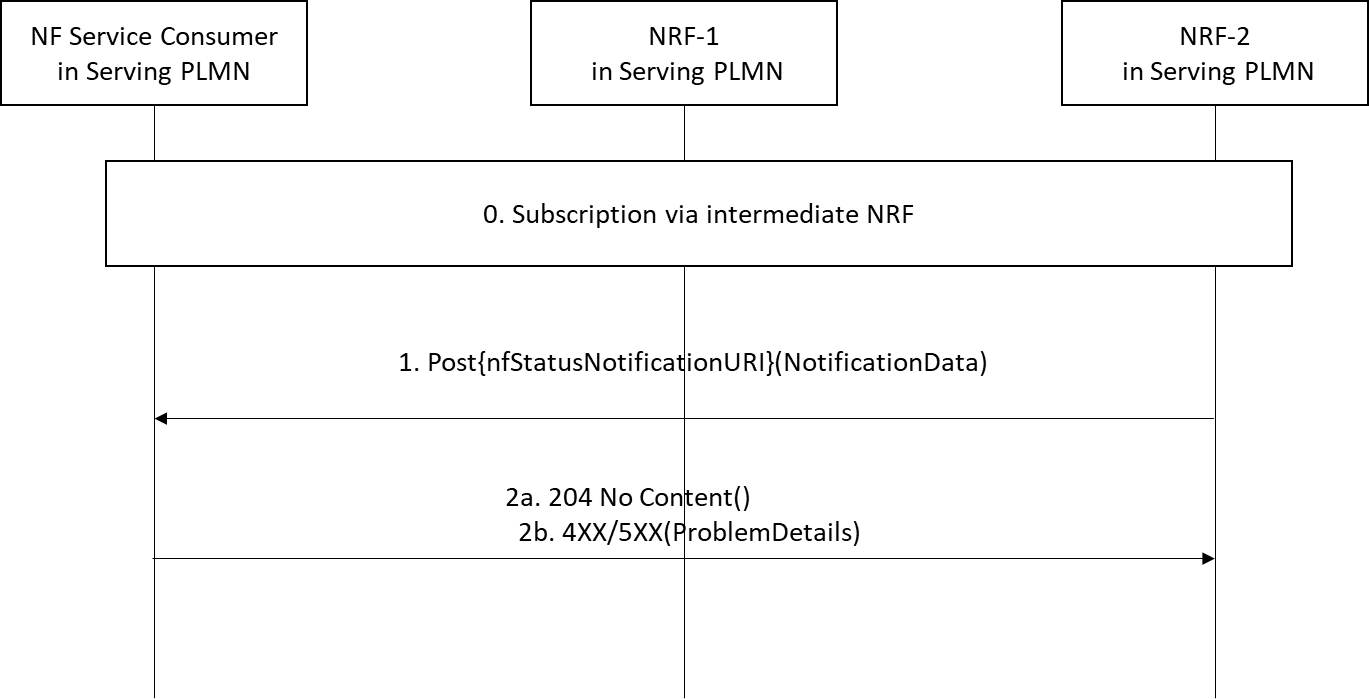 NF Service Consumer
in Serving PLMN
NRF-1
in Serving PLMN
NRF-2
in Serving PLMN
0. Subscription via intermediate NRF
1. Post{nfStatusNotificationURI}(NotificationData)
2a. 204 No Content()
2b. 4XX/5XX(ProblemDetails)